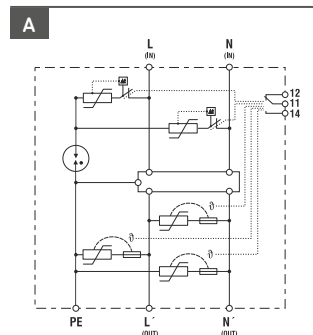 A
L N
(IN) (IN)
12
11
14
ϑ
ϑ
ϑ
PE L´ N´
(OUT) (OUT)